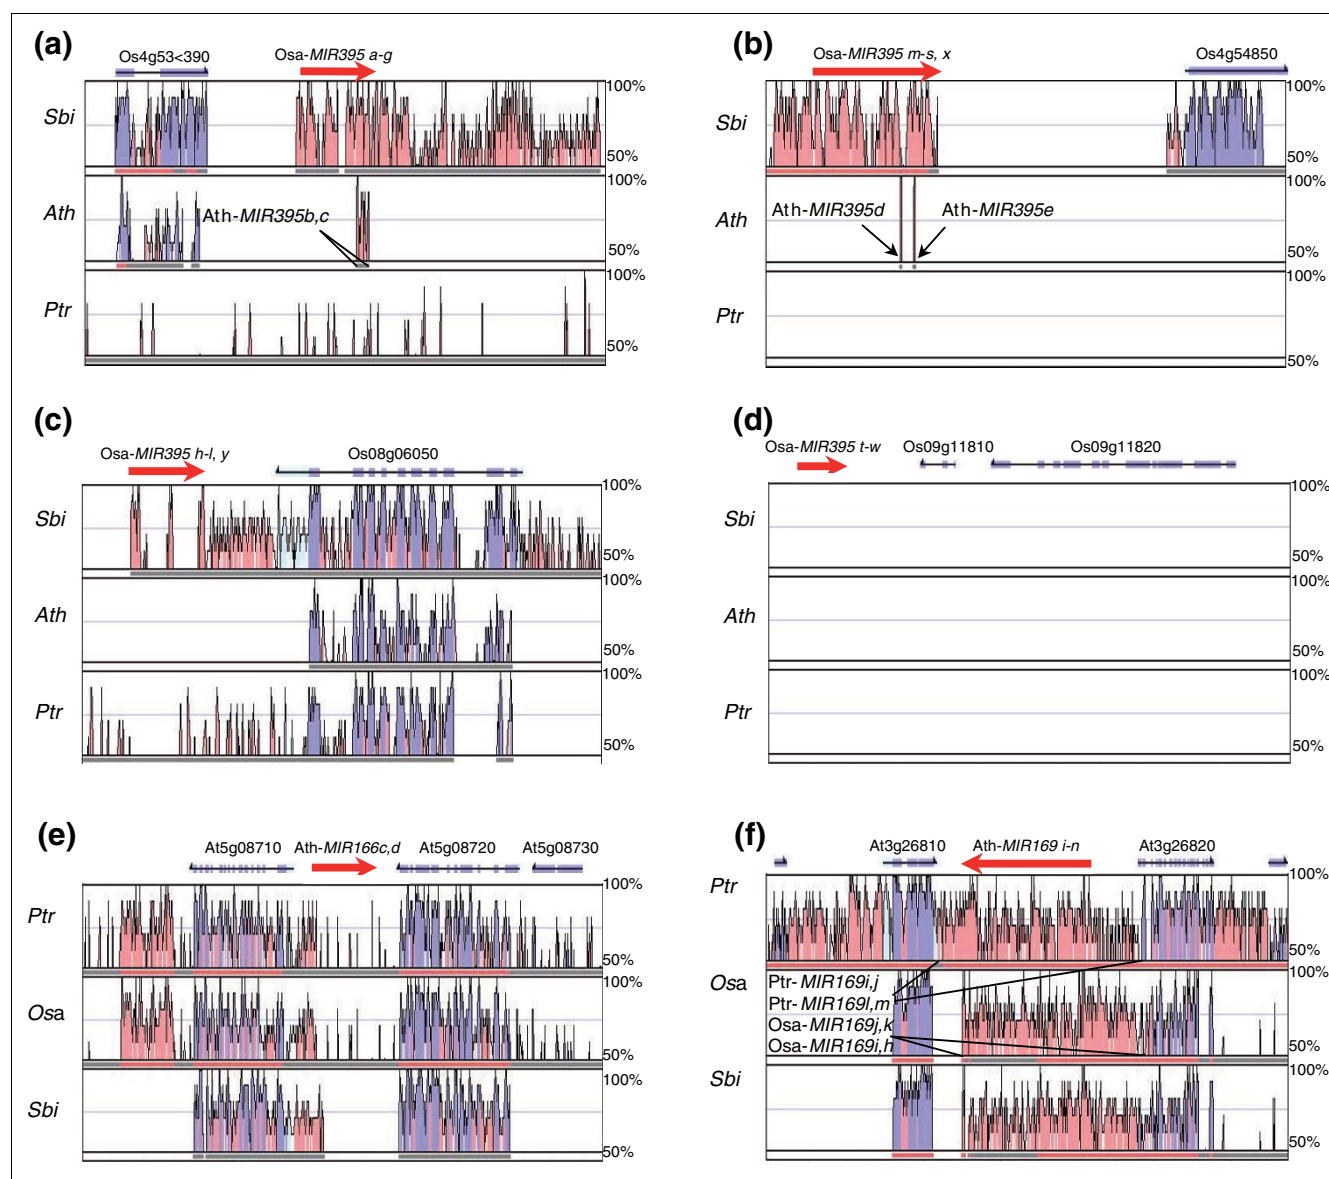 (a)
Os4g53<390
Osa-MIR395 a-g
Sbi
100%
50%
Ath
100%
Ath-MIR395b,c
50%
Ptr
100%
50%
(b)
Osa-MIR395 m-s, x
Os4g54850
Sbi
100%
50%
Ath
100%
Ath-MIR395d
Ath-MIR395e
50%
Ptr
100%
50%
(c)
Osa-MIR395 h-l, y
Os08g06050
Sbi
100%
50%
Ath
100%
50%
Ptr
100%
50%
(d)
Osa-MIR395 t-w
Os09g11810
Os09g11820
Sbi
100%
50%
Ath
100%
50%
Ptr
100%
50%
(e)
At5g08710
Ath-MIR166c,d
At5g08720
At5g08730
Ptr
100%
50%
Osa
100%
50%
Sbi
100%
50%
(f)
At3g26810
Ath-MIR169 i-n
At3g26820
Ptr
100%
50%
Osa
100%
Ptr-MIR169i,j
Ptr-MIR169l,m
Osa-MIR169j,k
Osa-MIR169i,h
50%
Sbi
100%
50%